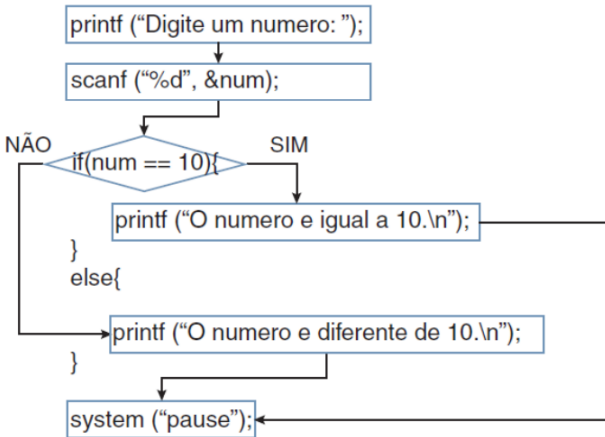 printf (“Digite um numero: ”);
scanf (“%d”, &num);
NÃO
if(num == 10){
SIM
printf (“O numero e igual a 10.\n”);
}
else{
printf (“O numero e diferente de 10.\n”);
}
system (“pause”);